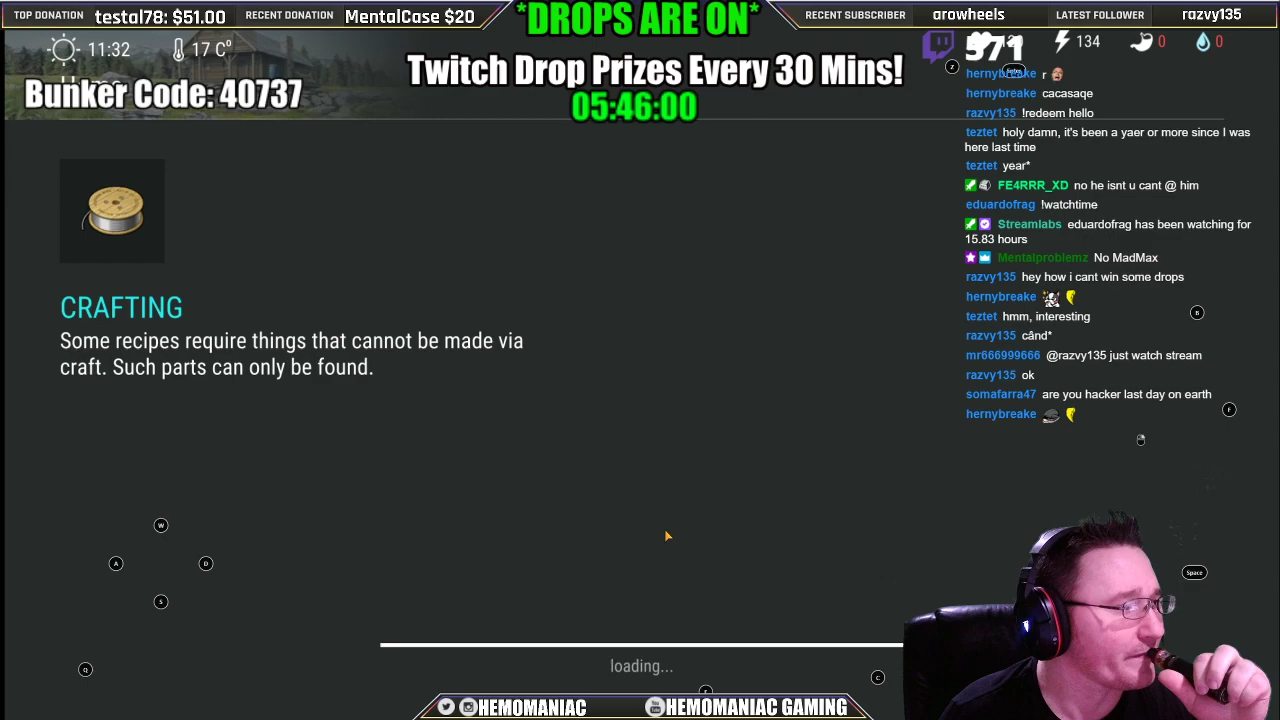 TOP DONATION testal78: $51.00 RECENT DONATION MentalCase $20
*DROPS ARE ON*
RECENT SUBSCRIBER arowheels LATEST FOLLOWER razvy135
11:32 17 C°
371 134 0 0
Bunker Code: 40737
Twitch Drop Prizes Every 30 Mins!
05:46:00
Z
hernybreake r
hernybreake cacasaqe
razvy135 !redeem hello
teztet holy damn, it's been a yaer or more since I was
here last time
teztet year*
FE4RRR_XD no he isnt u cant @ him
eduardofrag !watchtime
Streamlabs eduardofrag has been watching for
15.83 hours
Mentalproblemz No MadMax
razvy135 hey how i cant win some drops
hernybreake
teztet hmm, interesting
B
razvy135 când*
mr666999666 @razvy135 just watch stream
razvy135 ok
somafarra47 are you hacker last day on earth
hernybreake
F
CRAFTING
Some recipes require things that cannot be made via
craft. Such parts can only be found.
W
A D
S
Space
Q
C
loading...
HEMOMANIAC HEMOMANIAC GAMING